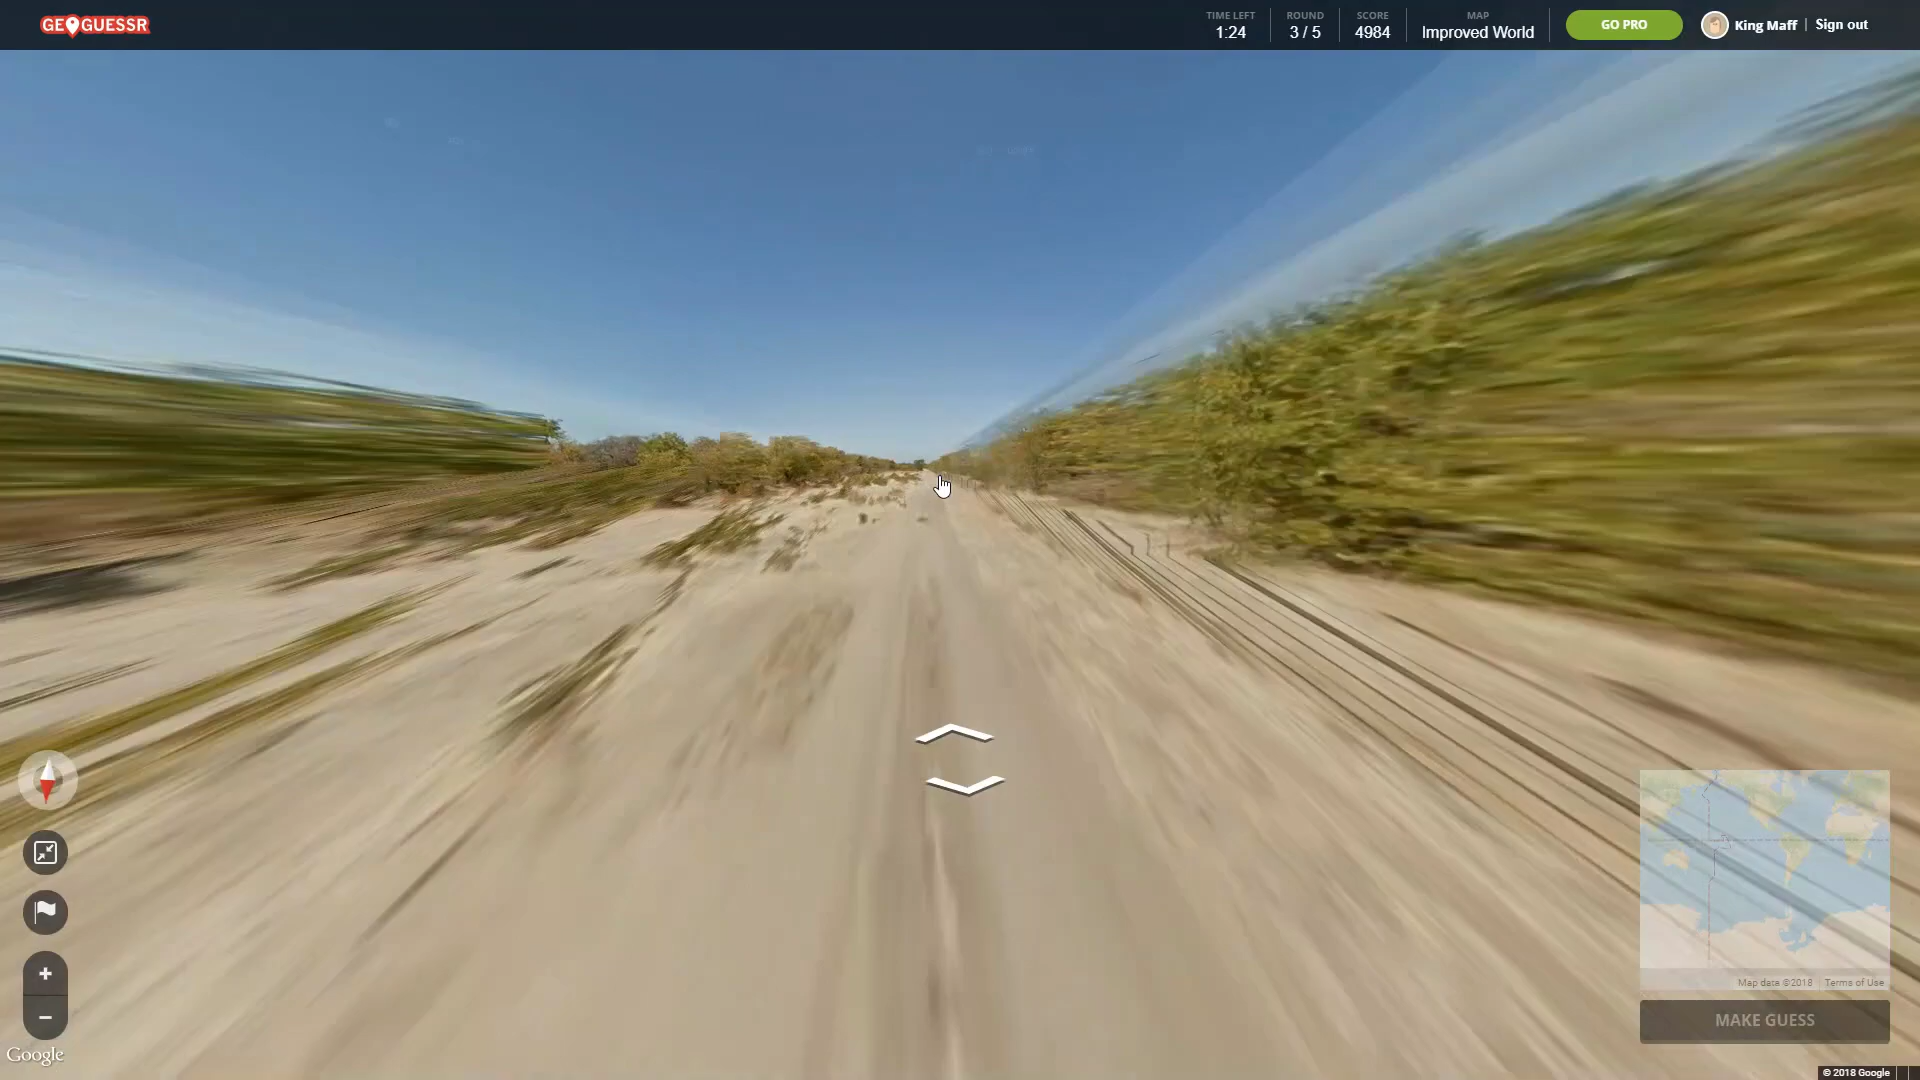 GEOGUESSR
TIME LEFT
1:24
ROUND
3 / 5
SCORE
4984
MAP
Improved World
GO PRO
King Maff
Sign out
Map data ©2018
Terms of Use
MAKE GUESS
Google
© 2018 Google